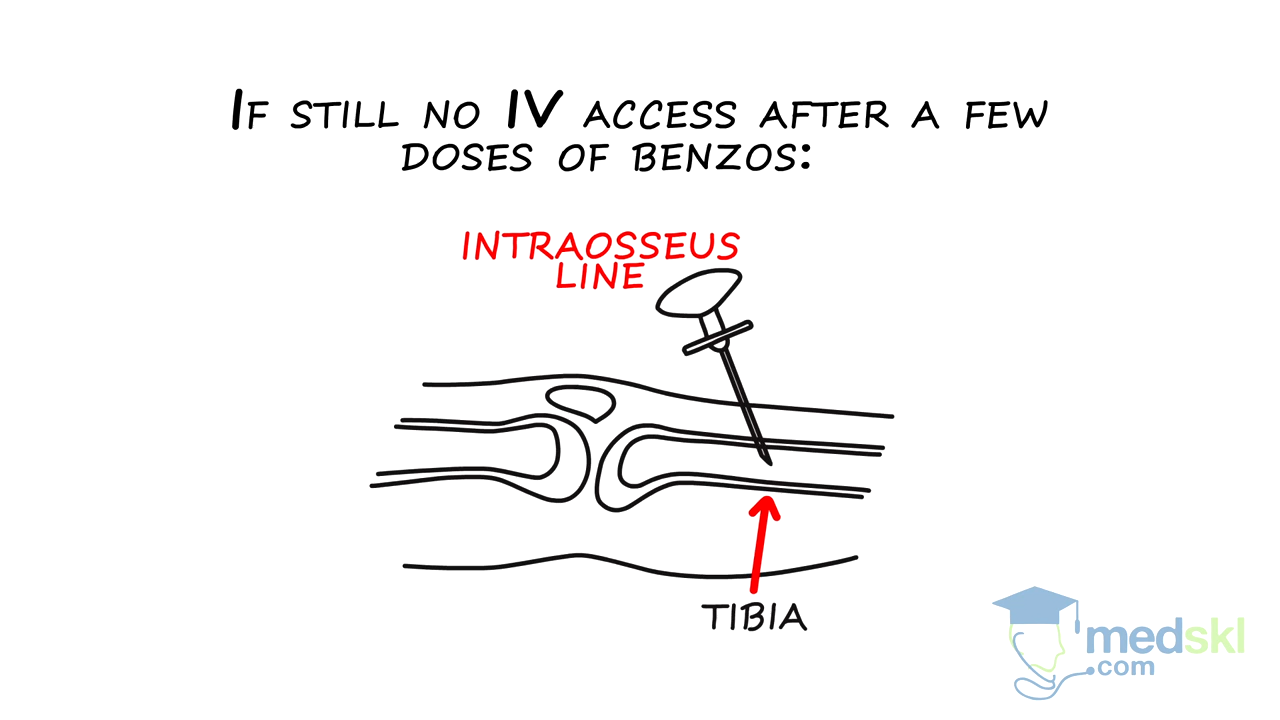 IF STILL NO IV ACCESS AFTER A FEW
DOSES OF BENZOS:
INTRAOSSEUS
LINE
TIBIA
medskl
.com